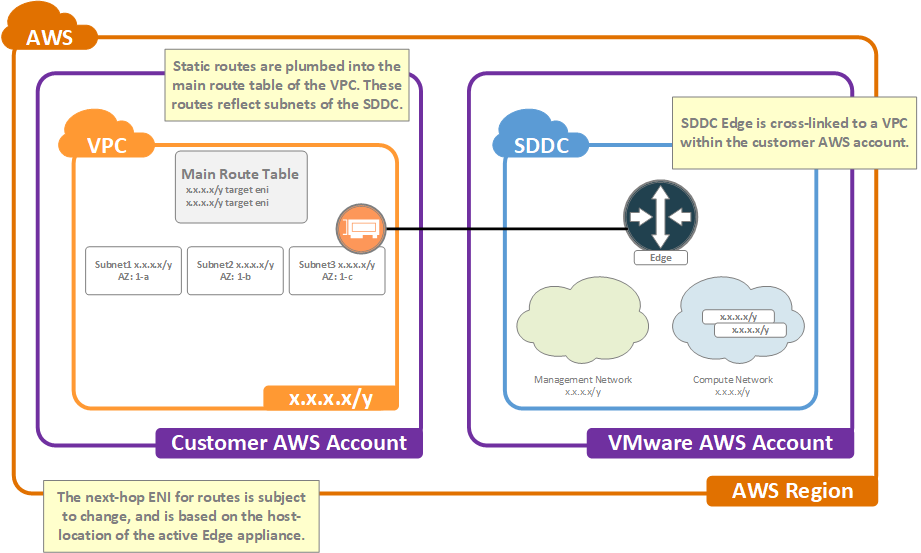 AWS
Static routes are plumbed into the
main route table of the VPC. These
routes reflect subnets of the SDDC.
VPC
Main Route Table
x.x.x.x/y target eni
x.x.x.x/y target eni
Subnet1 x.x.x.x/y
AZ: 1-a
Subnet2 x.x.x.x/y
AZ: 1-b
Subnet3 x.x.x.x/y
AZ: 1-c
x.x.x.x/y
Customer AWS Account
SDDC
SDDC Edge is cross-linked to a VPC
within the customer AWS account.
Edge
x.x.x.x/y
x.x.x.x/y
Management Network
x.x.x.x/y
Compute Network
x.x.x.x/y
VMware AWS Account
AWS Region
The next-hop ENI for routes is subject
to change, and is based on the host-
location of the active Edge appliance.